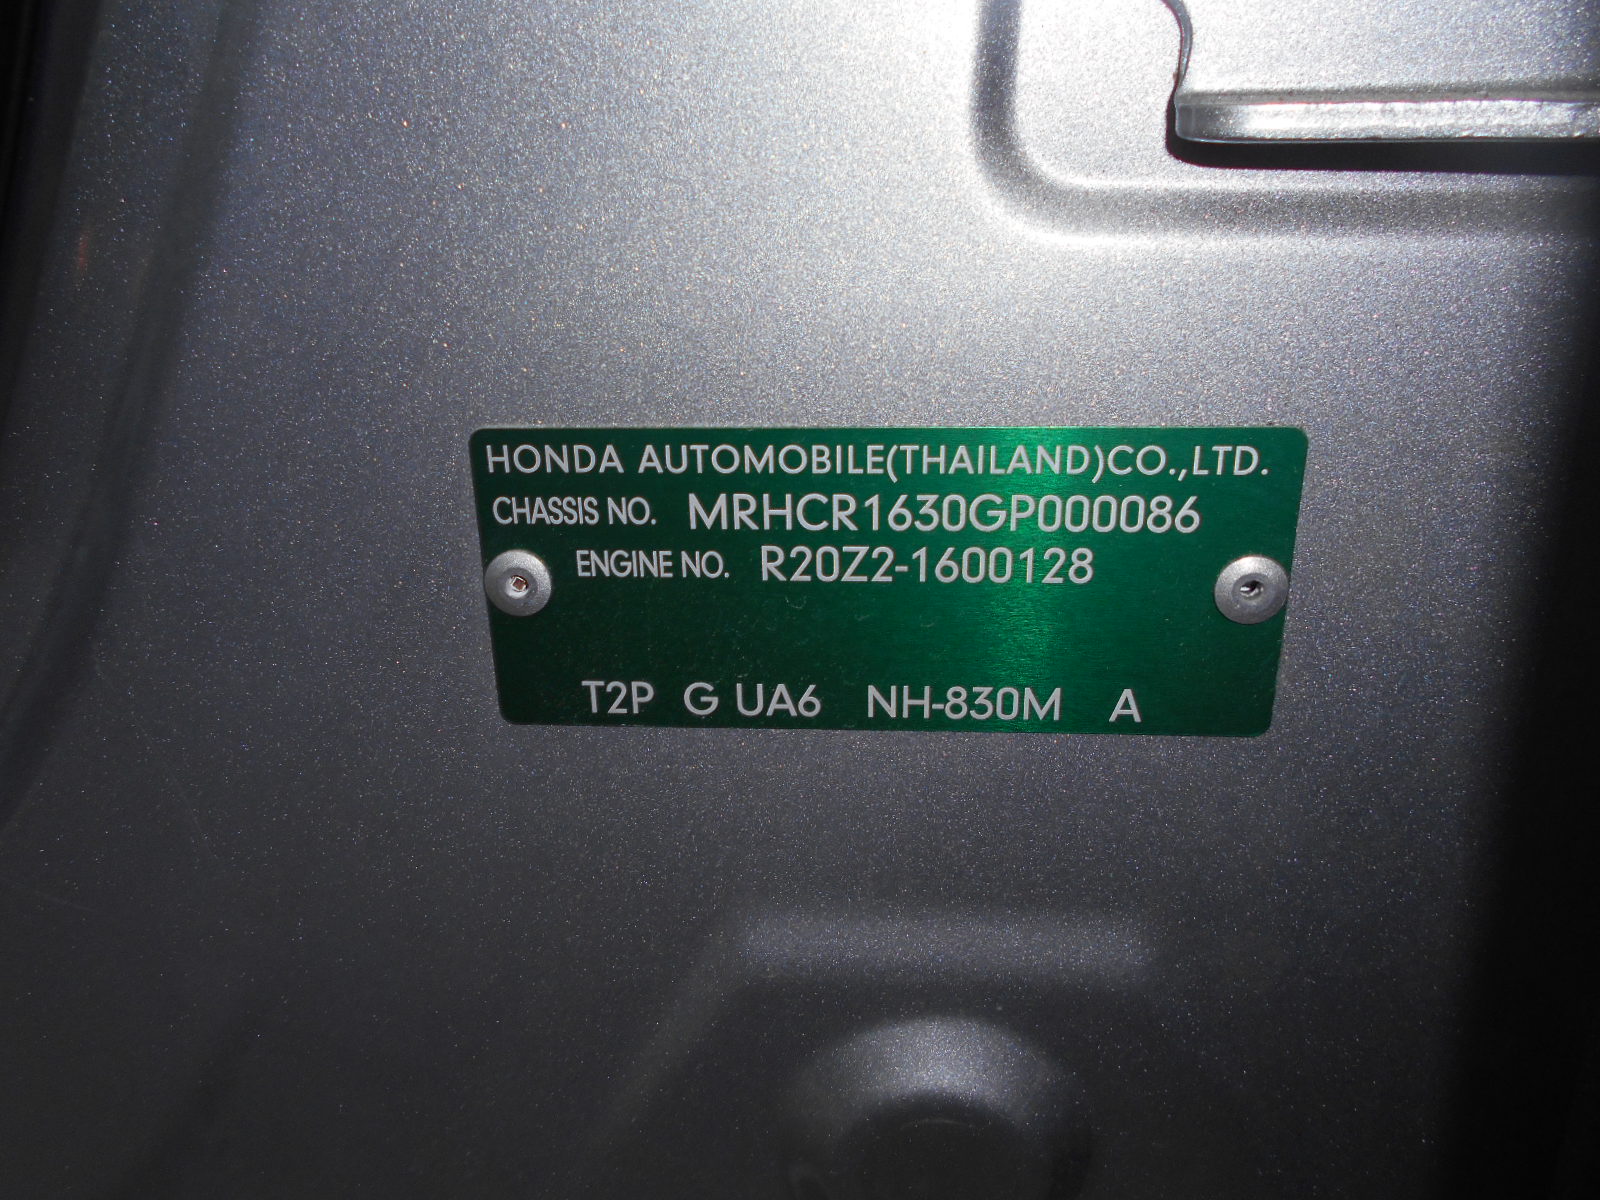 HONDA AUTOMOBILE(THAILAND)CO.,LTD.
CHASSIS NO. MRHCR1630GP000086
ENGINE NO. R20Z2-1600128
T2P G UA6 NH-830M A